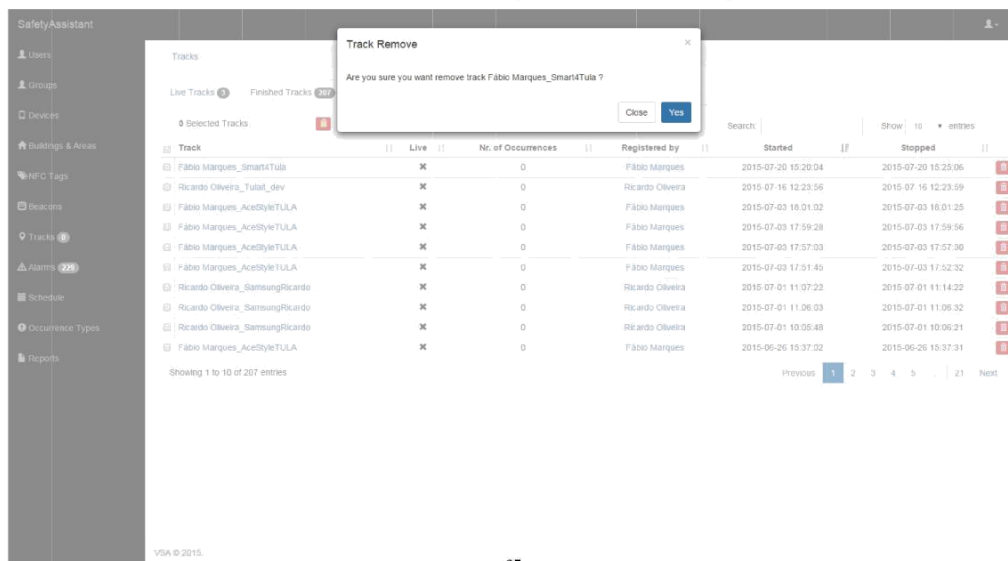 SafetyAssistant
Track Remove ×
Are you sure you want remove track Fábio Marques_Smart4Tula ?
Close Yes
Users
Groups
Devices
Buildings & Areas
NFC Tags
Beacons
Tracks 0
Alarms 229
Schedule
Occurrence Types
Reports
Tracks
Live Tracks 3 Finished Tracks 207
0 Selected Tracks Search: Show 10 entries
Track Live Nr. of Occurrences Registered by Started Stopped
Fábio Marques_Smart4Tula ✖ 0 Fábio Marques 2015-07-20 15:20:04 2015-07-20 15:25:06
Ricardo Oliveira_Tulait_dev ✖ 0 Ricardo Oliveira 2015-07-16 12:23:56 2015-07-16 12:23:59
Fábio Marques_AceStyleTULA ✖ 0 Fábio Marques 2015-07-03 18:01:02 2015-07-03 18:01:25
Fábio Marques_AceStyleTULA ✖ 0 Fábio Marques 2015-07-03 17:59:28 2015-07-03 17:59:56
Fábio Marques_AceStyleTULA ✖ 0 Fábio Marques 2015-07-03 17:57:03 2015-07-03 17:57:30
Fábio Marques_AceStyleTULA ✖ 0 Fábio Marques 2015-07-03 17:51:45 2015-07-03 17:52:32
Ricardo Oliveira_SamsungRicardo ✖ 0 Ricardo Oliveira 2015-07-01 11:07:22 2015-07-01 11:14:22
Ricardo Oliveira_SamsungRicardo ✖ 0 Ricardo Oliveira 2015-07-01 11:06:03 2015-07-01 11:06:32
Ricardo Oliveira_SamsungRicardo ✖ 0 Ricardo Oliveira 2015-07-01 10:05:48 2015-07-01 10:06:21
Fábio Marques_AceStyleTULA ✖ 0 Fábio Marques 2015-06-26 15:37:02 2015-06-26 15:37:31
Showing 1 to 10 of 207 entries Previous 1 2 3 4 5 . 21 Next
VSA © 2015.